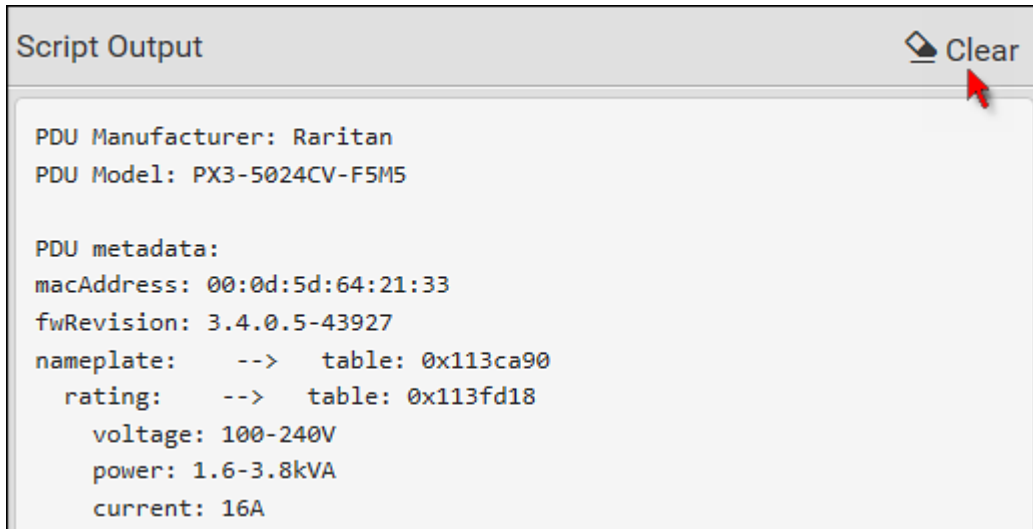 Script Output
Clear
PDU Manufacturer: Raritan
PDU Model: PX3-5024CV-F5M5
PDU metadata:
macAddress: 00:0d:5d:64:21:33
fwRevision: 3.4.0.5-43927
nameplate:    -->   table: 0x113ca90
  rating:    -->   table: 0x113fd18
    voltage: 100-240V
    power: 1.6-3.8kVA
    current: 16A